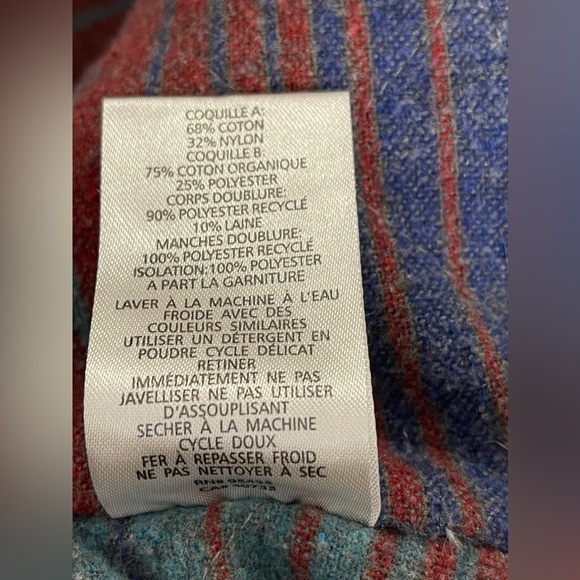 COQUILLE A:
68% COTON
32% NYLON
COQUILLE B:
75% COTON ORGANIQUE
25% POLYESTER
CORPS DOUBLURE:
90% POLYESTER RECYCLÉ
10% LAINE
MANCHES DOUBLURE:
100% POLYESTER RECYCLÉ
ISOLATION:100% POLYESTER
A PART LA GARNITURE
LAVER À LA MACHINE À L'EAU
FROIDE AVEC DES
COULEURS SIMILAIRES
UTILISER UN DÉTERGENT EN
POUDRE CYCLE DÉLICAT
RETINER
IMMÉDIATEMENT NE PAS
JAVELLISER NE PAS UTILISER
D'ASSOUPLISANT
SECHER À LA MACHINE
CYCLE DOUX
FER À REPASSER FROID
NE PAS NETTOYER À SEC
RN#
CA#